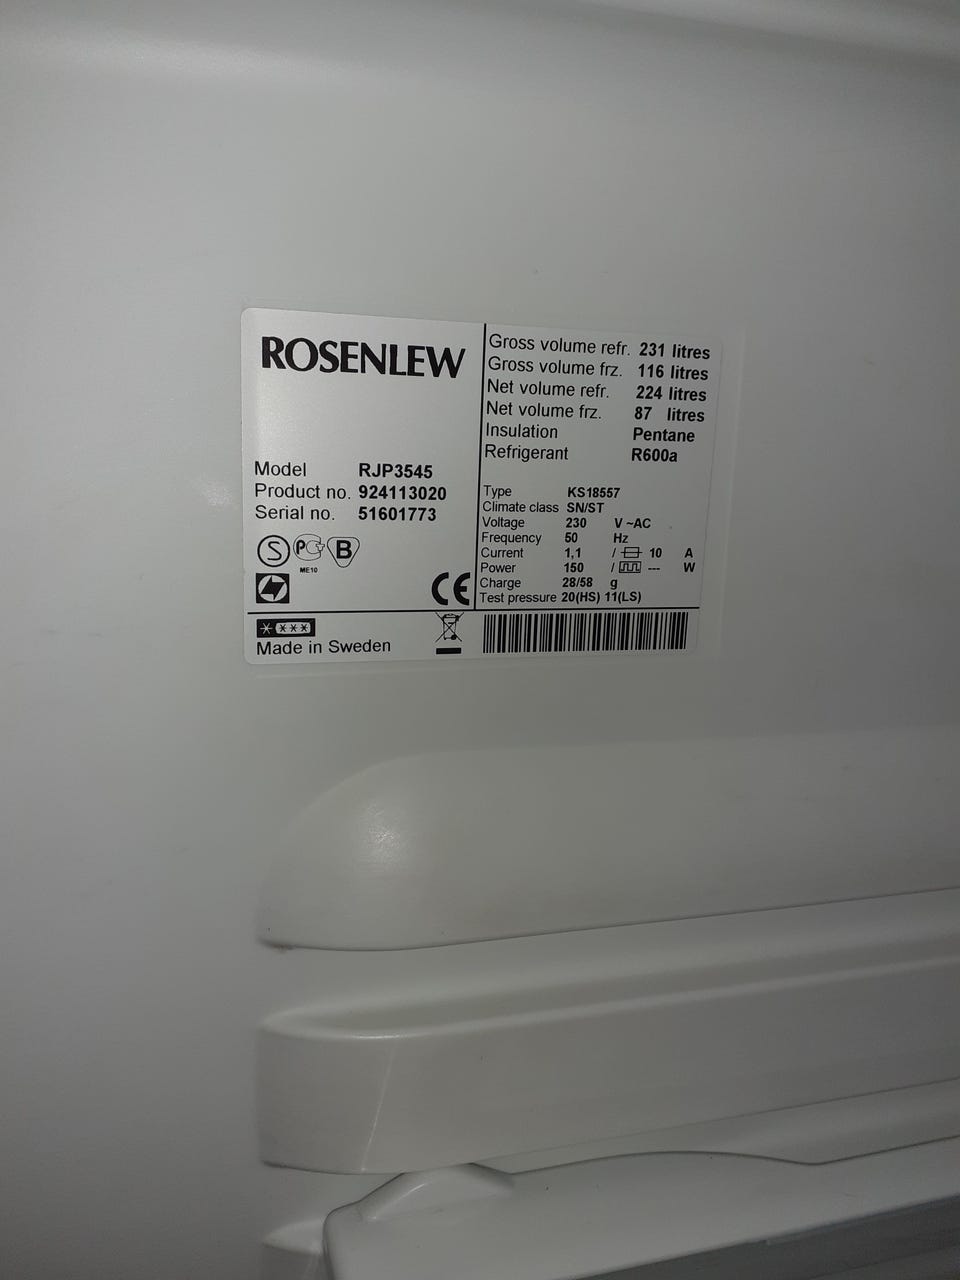 ROSENLEW
Model RJP3545
Product no. 924113020
Serial no. 51601773
S PG B
ME10
CE
Made in Sweden
Gross volume refr. 231 litres
Gross volume frz. 116 litres
Net volume refr. 224 litres
Net volume frz. 87 litres
Insulation Pentane
Refrigerant R600a
Type KS18557
Climate class SN/ST
Voltage 230 V ~AC
Frequency 50 Hz
Current 1,1 / 10 A
Power 150 / --- W
Charge 28/58 g
Test pressure 20(HS) 11(LS)